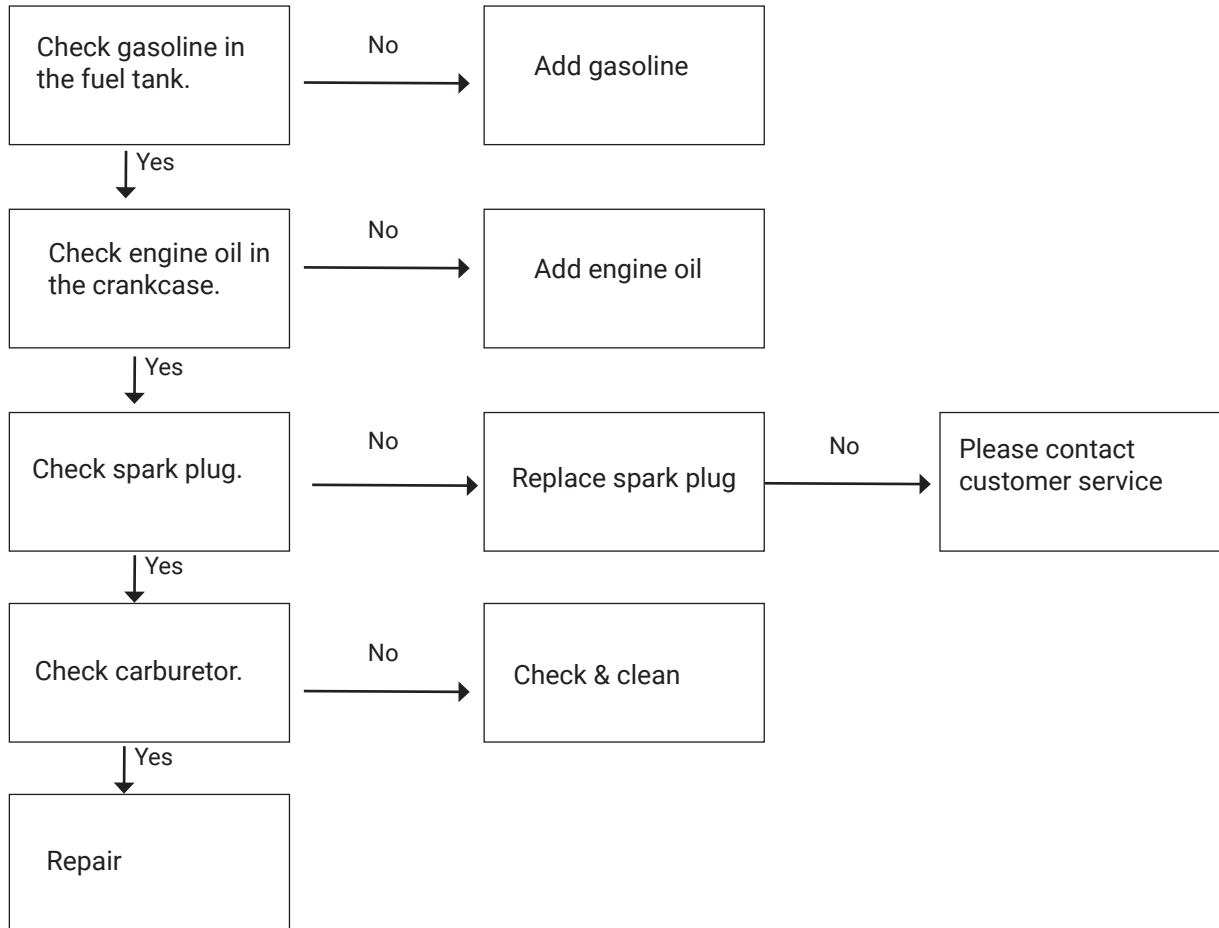 Check gasoline in
the fuel tank.
No
Add gasoline
Yes
Check engine oil in
the crankcase.
No
Add engine oil
Yes
Check spark plug.
No
Replace spark plug
No
Please contact
customer service
Yes
Check carburetor.
No
Check & clean
Yes
Repair